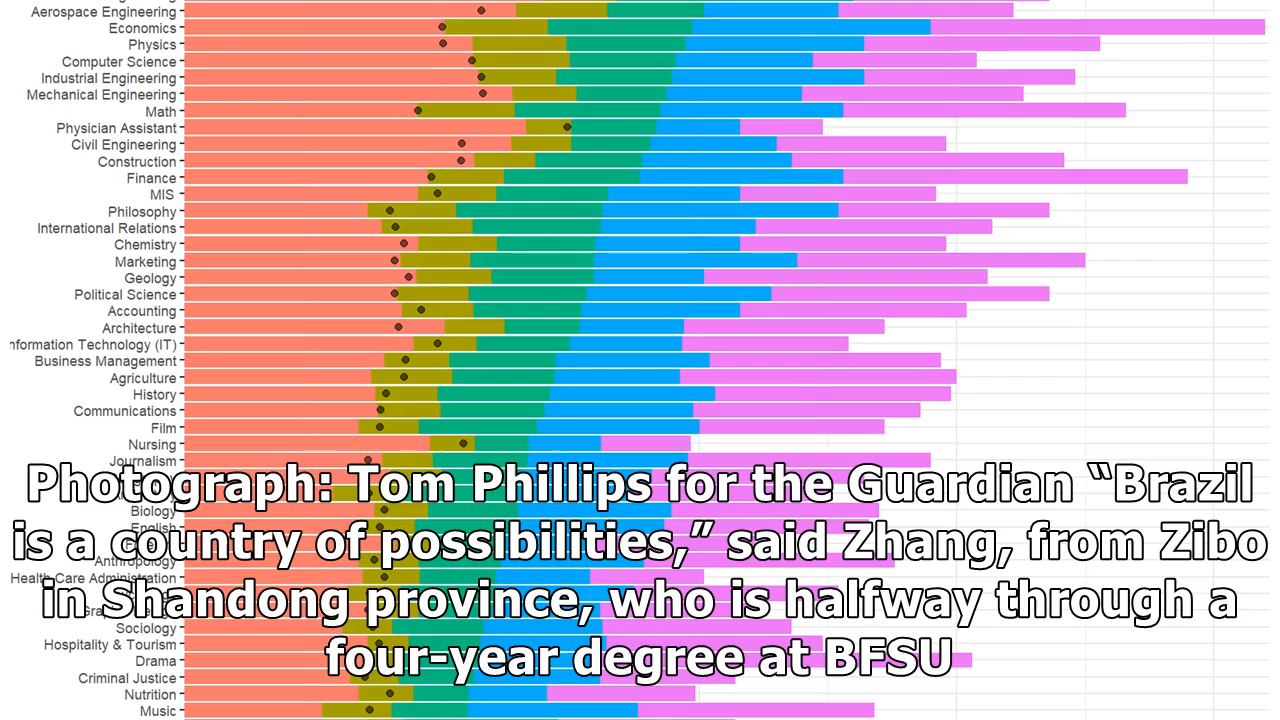 Aerospace Engineering
Economics
Physics
Computer Science
Industrial Engineering
Mechanical Engineering
Math
Physician Assistant
Civil Engineering
Construction
Finance
MIS
Philosophy
International Relations
Chemistry
Marketing
Geology
Political Science
Accounting
Architecture
nformation Technology (IT)
Business Management
Agriculture
History
Communications
Film
Nursing
Journalism
Photograph: Tom Phillips for the Guardian “Brazil
Biology
English
is a country of possibilities,” said Zhang, from Zibo
Anthropology
Health Care Administration
in Shandong province, who is halfway through a
Sociology
Hospitality & Tourism
four-year degree at BFSU
Drama
Criminal Justice
Nutrition
Music